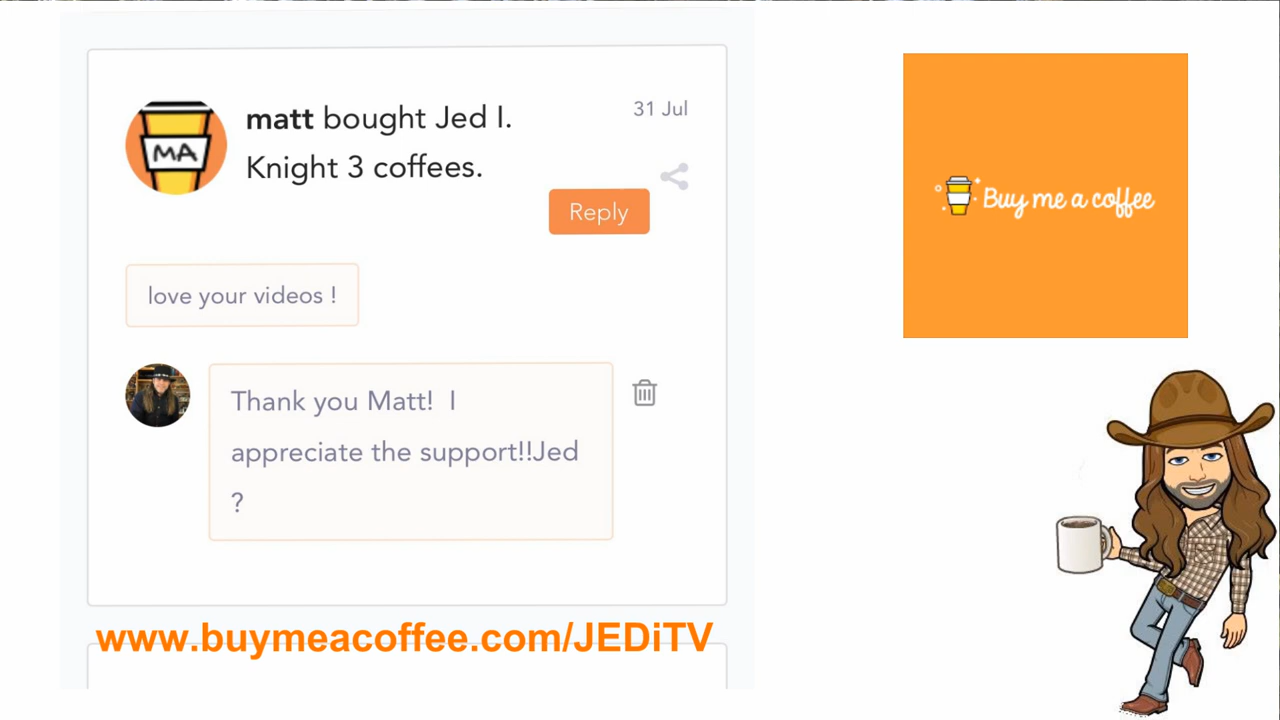 matt bought Jed I.
Knight 3 coffees.
31 Jul
MA
Reply
love your videos !
Thank you Matt!  I
appreciate the support!!Jed
?
www.buymeacoffee.com/JEDiTV
Buy me a coffee